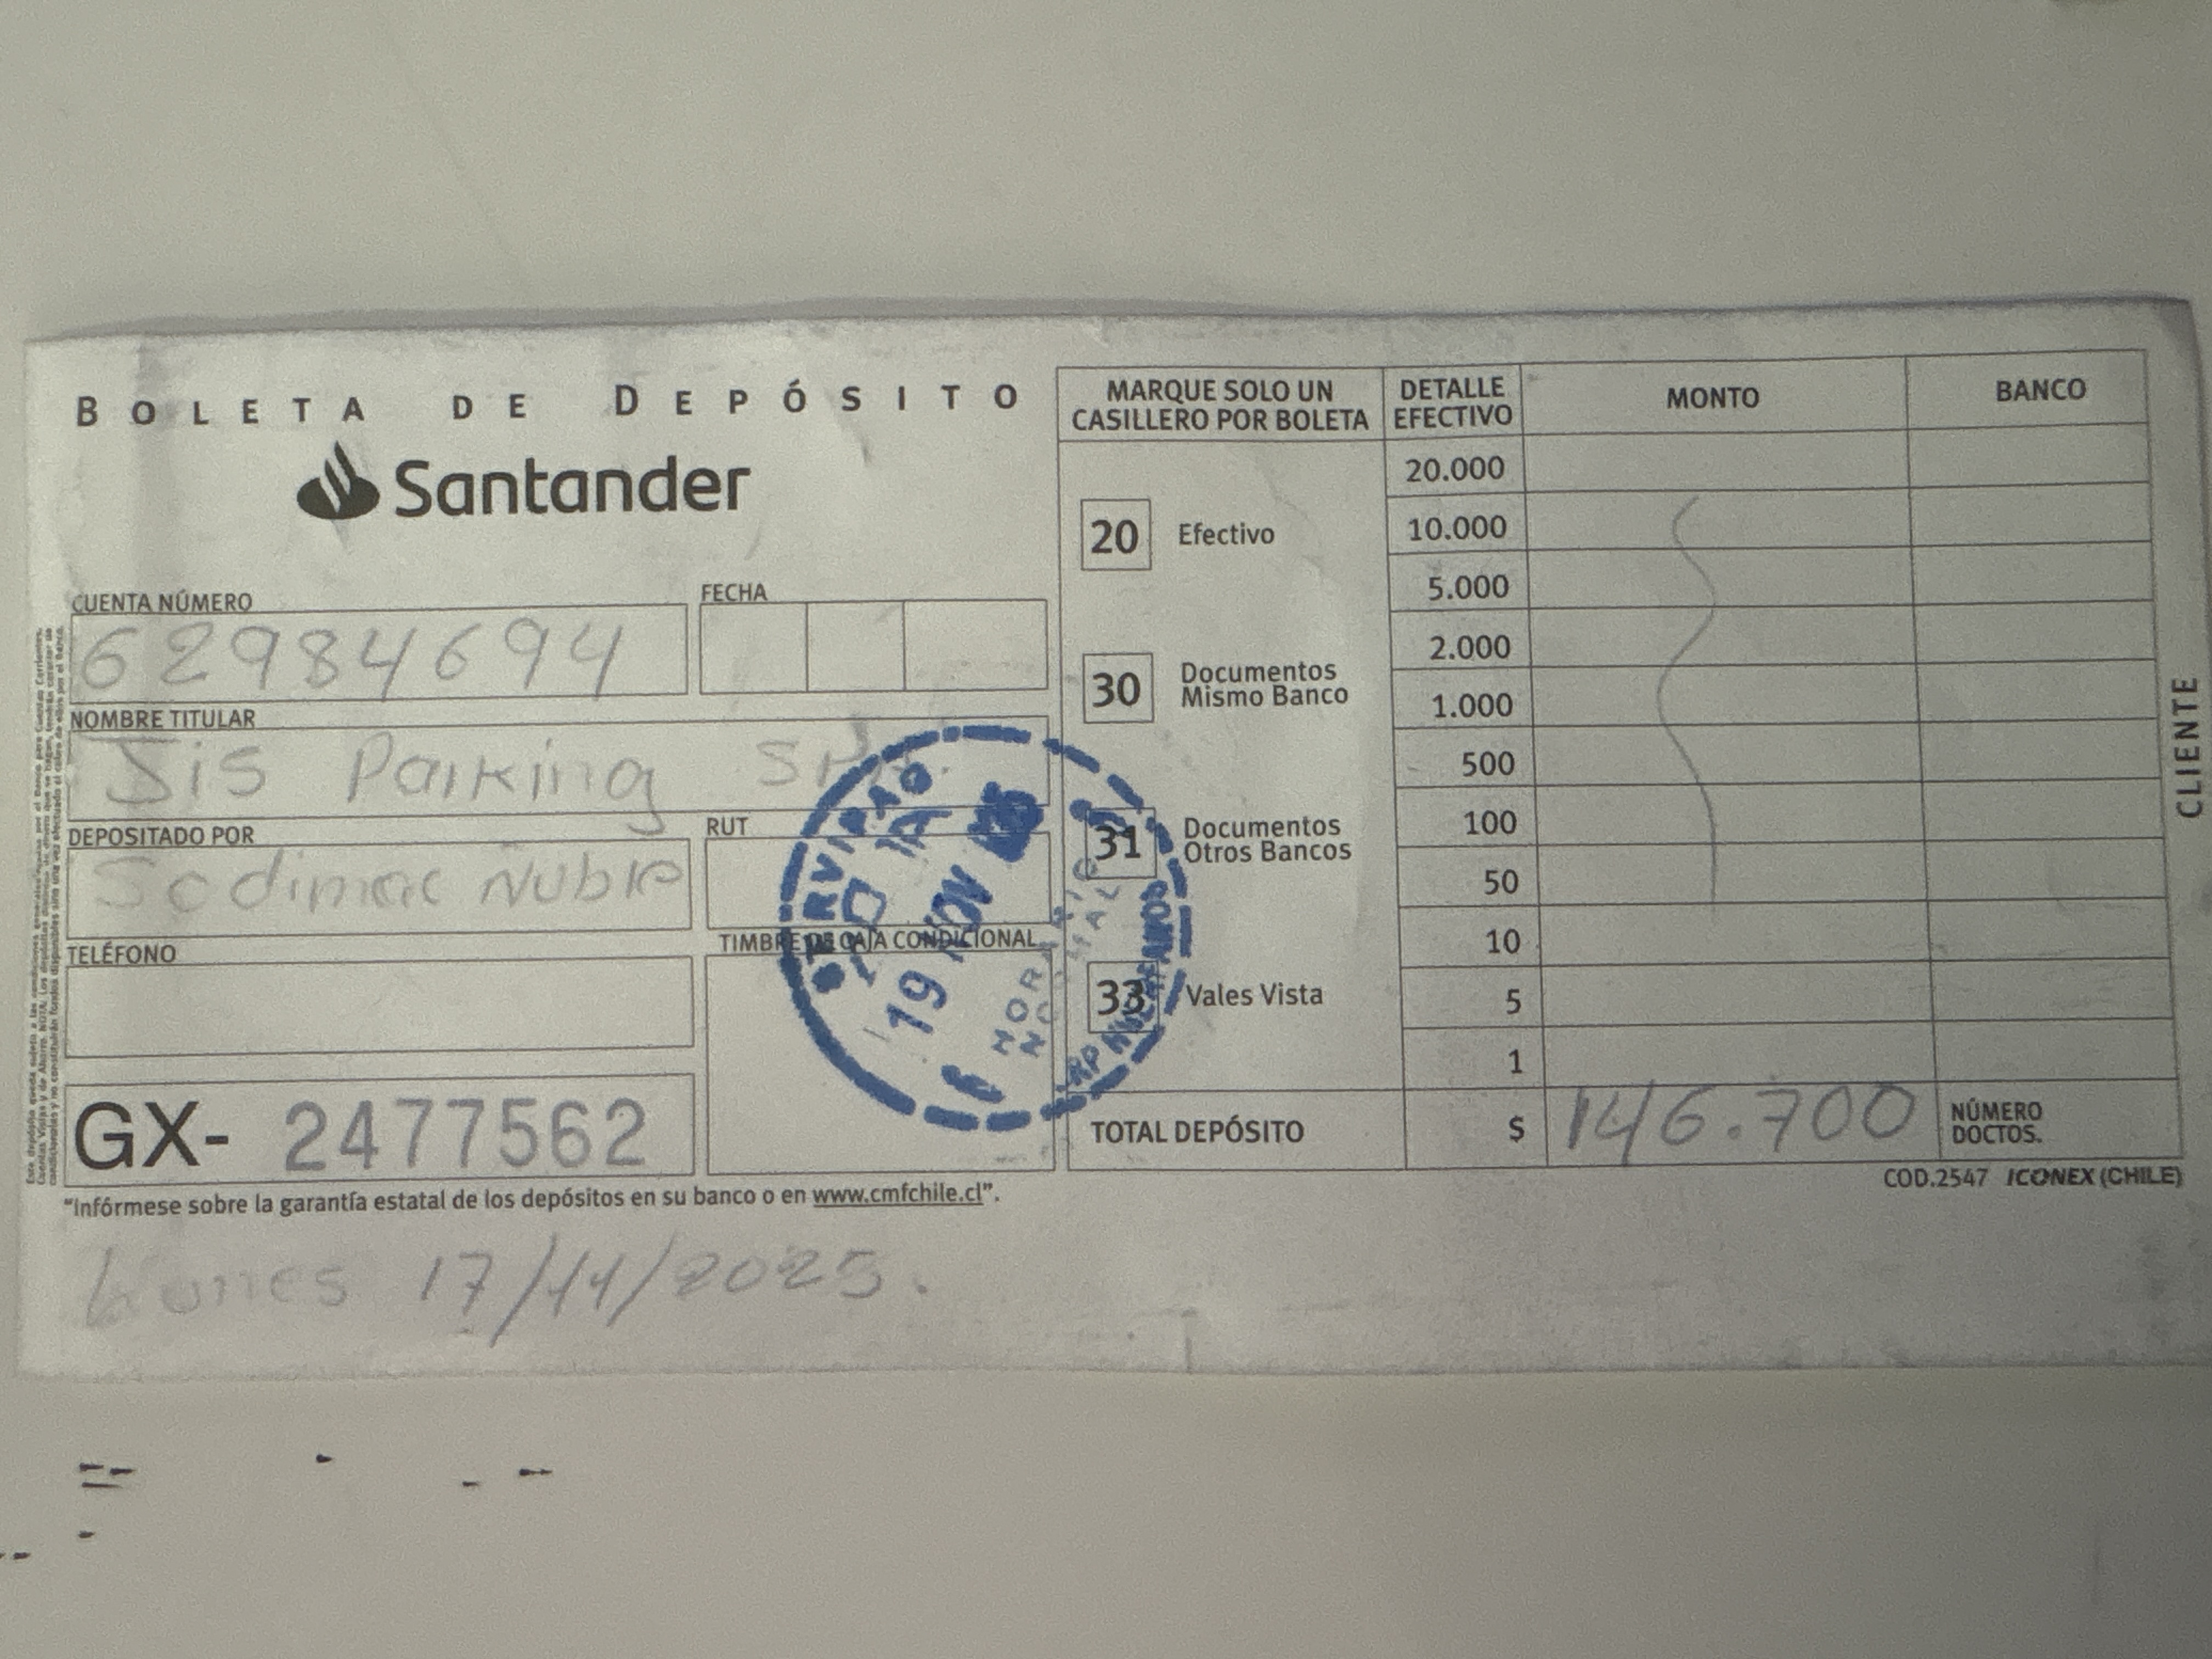 BOLETA DE DEPÓSITO
Santander
CUENTA NÚMERO
62984694
FECHA
NOMBRE TITULAR
Jis Parking SPA.
DEPOSITADO POR
Sodimac Ñuble
RUT
TELÉFONO
TIMBRE DE CAJA CONDICIONAL
19 NOV
GX- 2477562
"Infórmese sobre la garantía estatal de los depósitos en su banco o en www.cmfchile.cl".
Lunes 17/11/2025.
MARQUE SOLO UN
CASILLERO POR BOLETA
20 Efectivo
30 Documentos
Mismo Banco
31 Documentos
Otros Bancos
33 Vales Vista
DETALLE
EFECTIVO
MONTO
BANCO
20.000
10.000
5.000
2.000
1.000
500
100
50
10
5
1
TOTAL DEPÓSITO $ 146.700
NÚMERO
DOCTOS.
COD.2547 ICONEX (CHILE)
CLIENTE